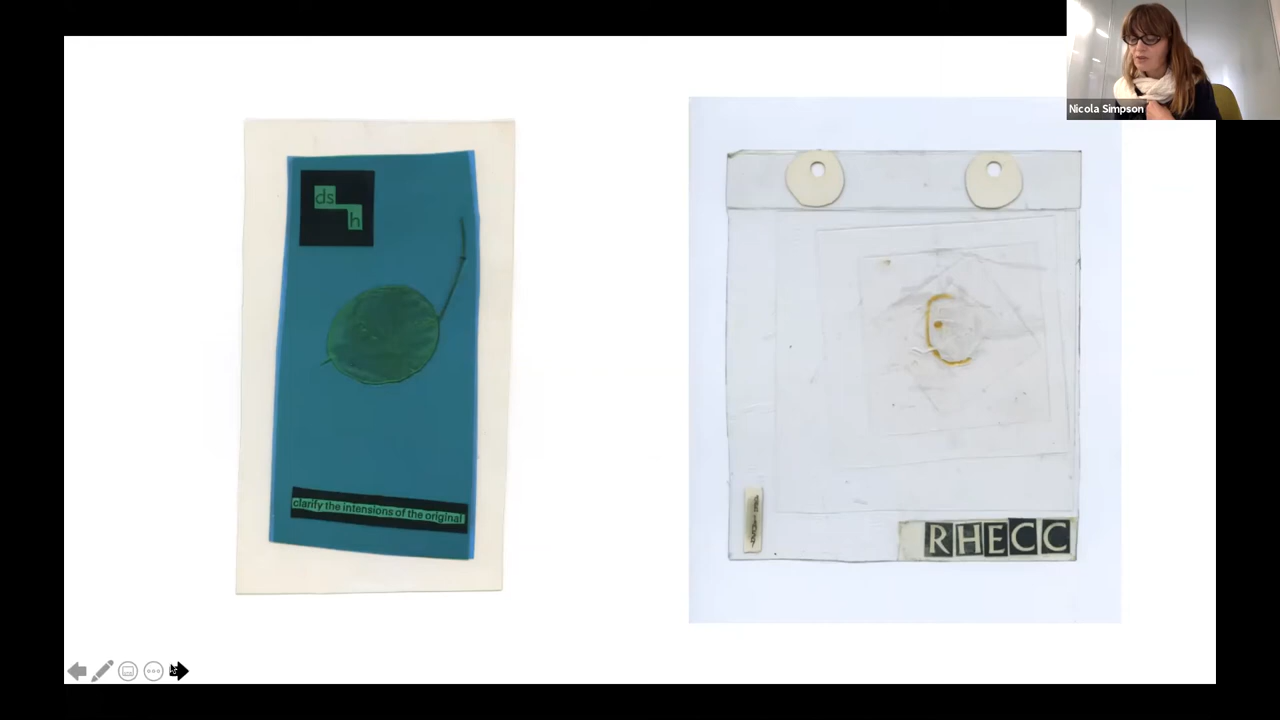 Nicola Simpson
ds
h
clarify the intensions of the original
RHECC